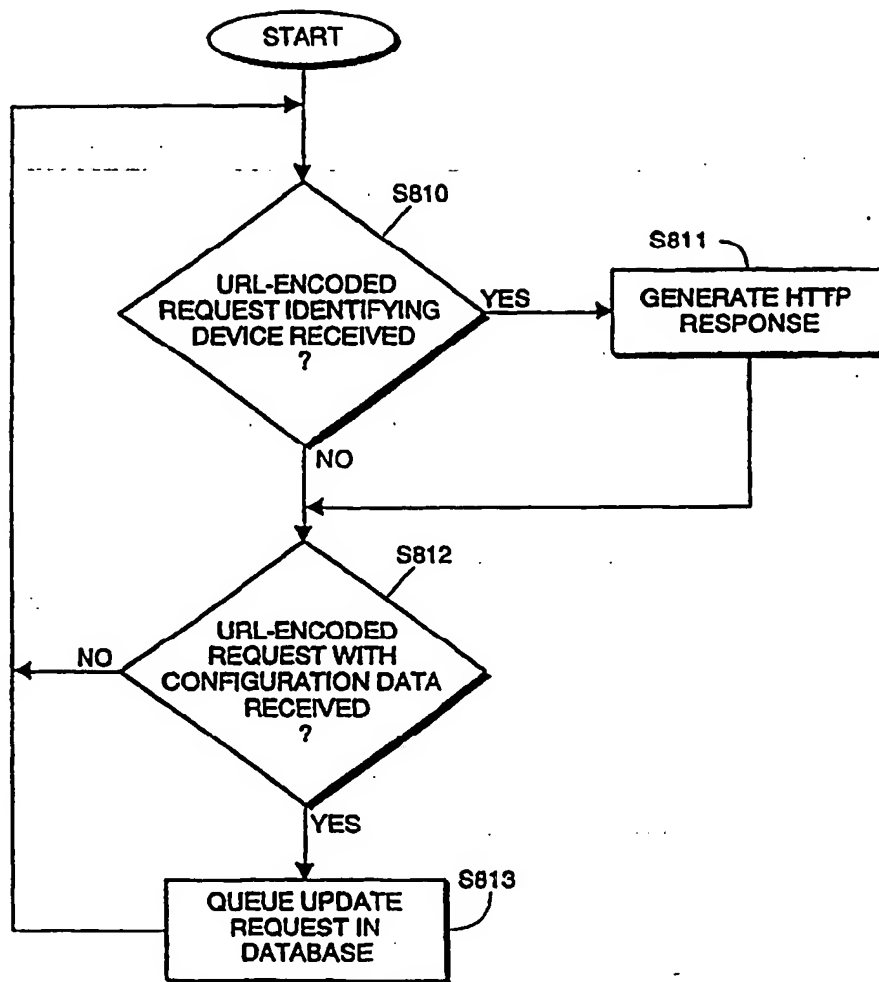 START
S810
URL-ENCODED
REQUEST IDENTIFYING
DEVICE RECEIVED
?
YES
S811
GENERATE HTTP
RESPONSE
NO
S812
URL-ENCODED
REQUEST WITH
CONFIGURATION DATA
RECEIVED
?
NO
YES
S813
QUEUE UPDATE
REQUEST IN
DATABASE